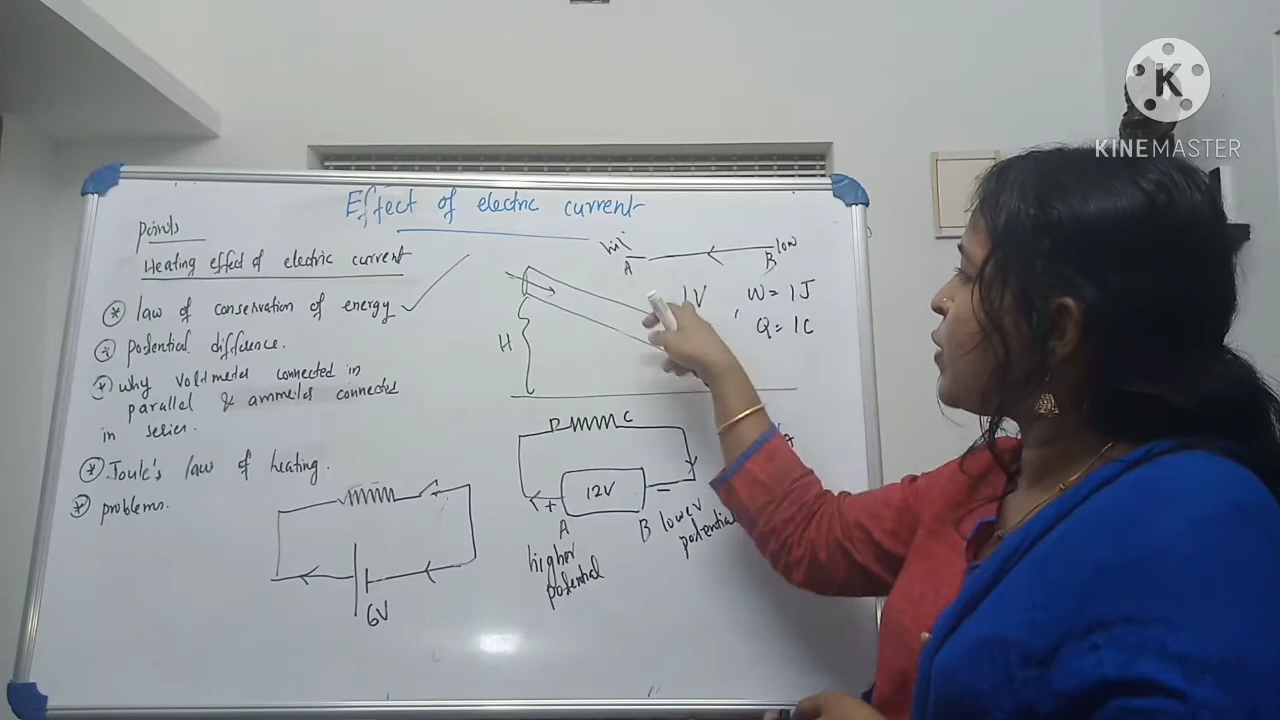 Effect of electric current
Points
Heating effect of electric current
* law of conservation of energy
* potential difference.
* why voltmeter connected in
parallel & ammeter connected
in series.
* Joule's law of heating.
* problems.
6V
H
A
B low
1V
W = 1J
Q = 1C
D
C
12V
+
−
A
higher
potential
B lower
potential
K
KINEMASTER